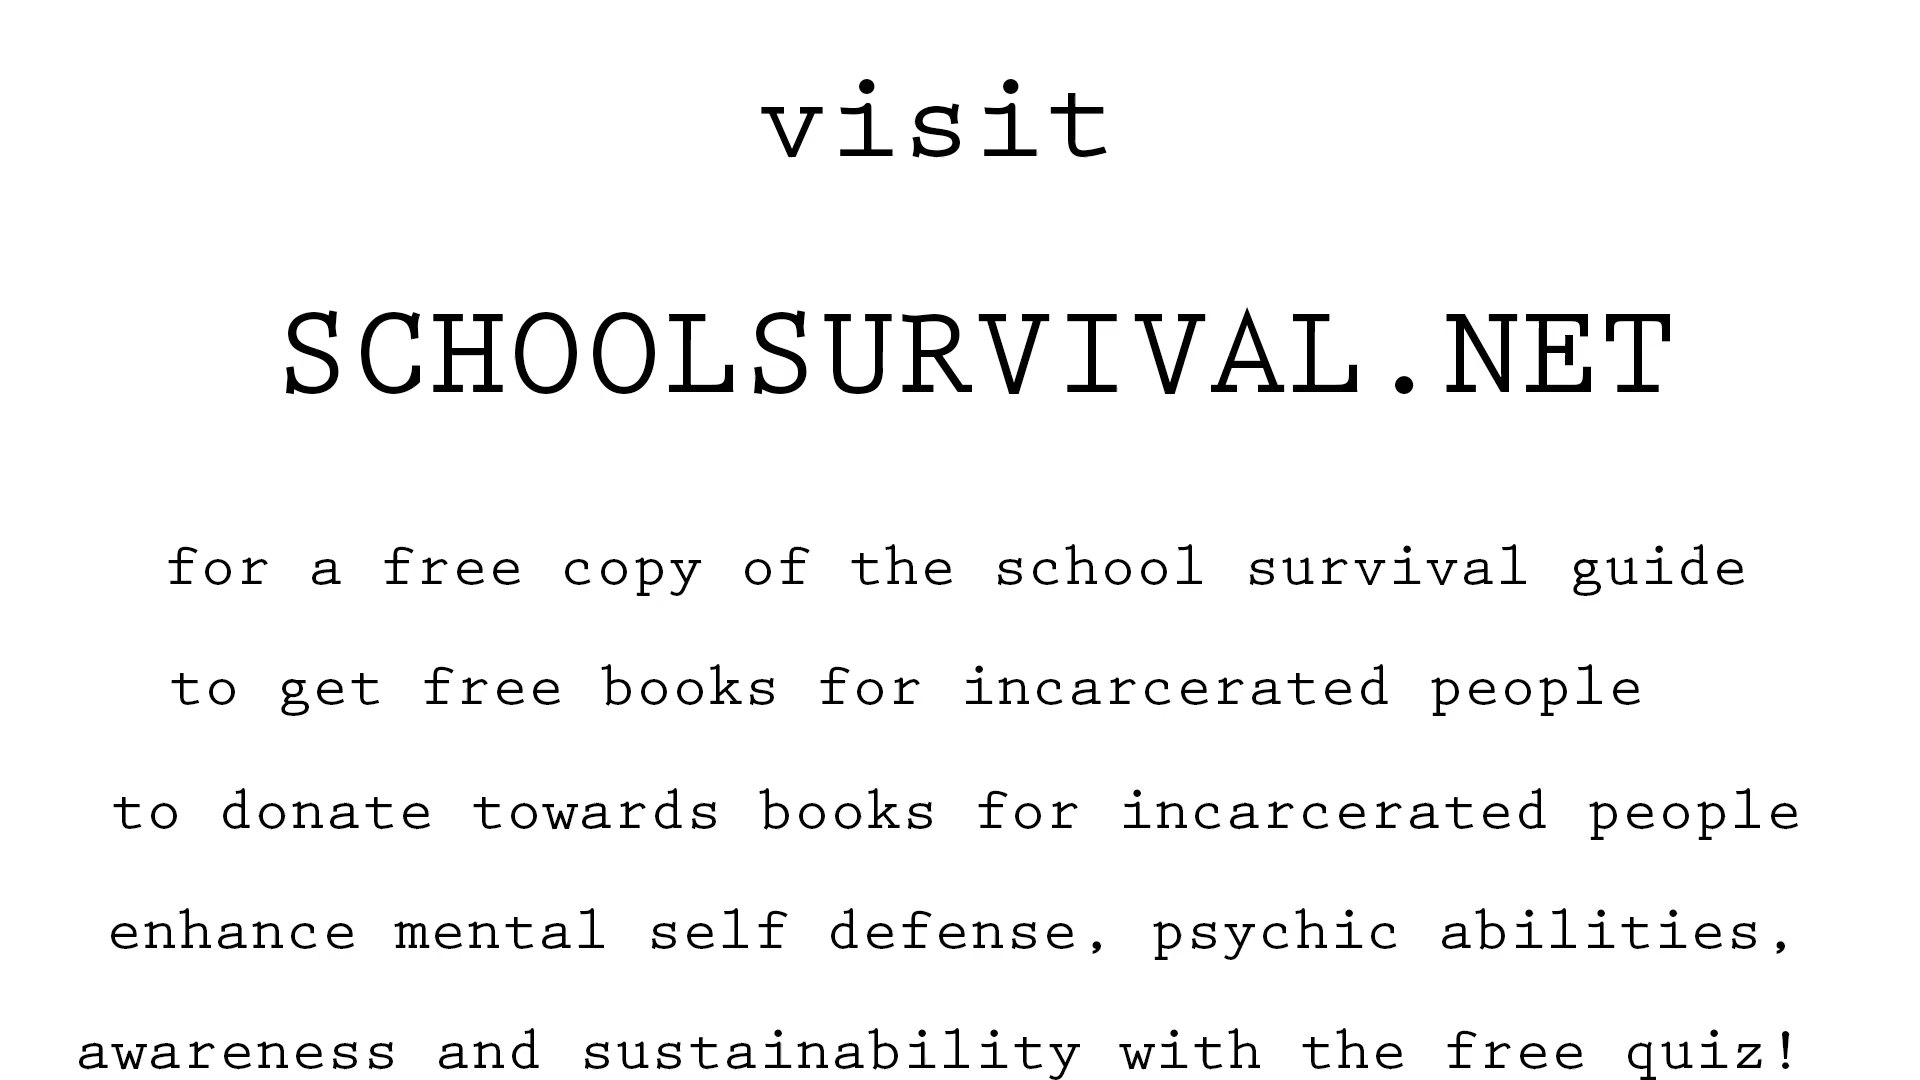 visit
SCHOOLSURVIVAL.NET
for a free copy of the school survival guide
to get free books for incarcerated people
to donate towards books for incarcerated people
enhance mental self defense, psychic abilities,
awareness and sustainability with the free quiz!